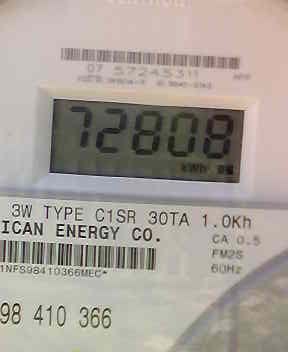 07 57245311
72808
kWh
3W TYPE C1SR 30TA 1.0Kh
ICAN ENERGY CO.
CA 0.5
FM2S
60Hz
1NFS98410366MEC*
98 410 366